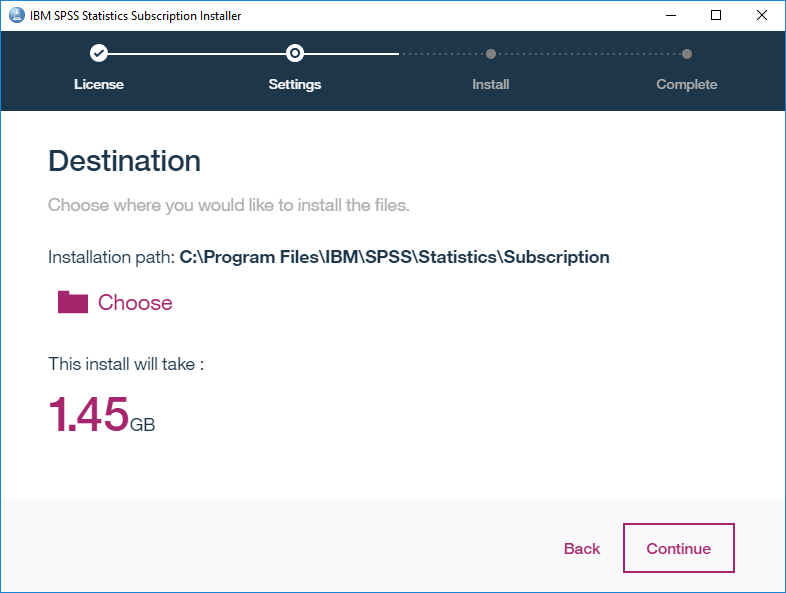 IBM SPSS Statistics Subscription Installer
License Settings Install Complete
Destination
Choose where you would like to install the files.
Installation path: C:\Program Files\IBM\SPSS\Statistics\Subscription
Choose
This install will take :
1.45GB
Back Continue